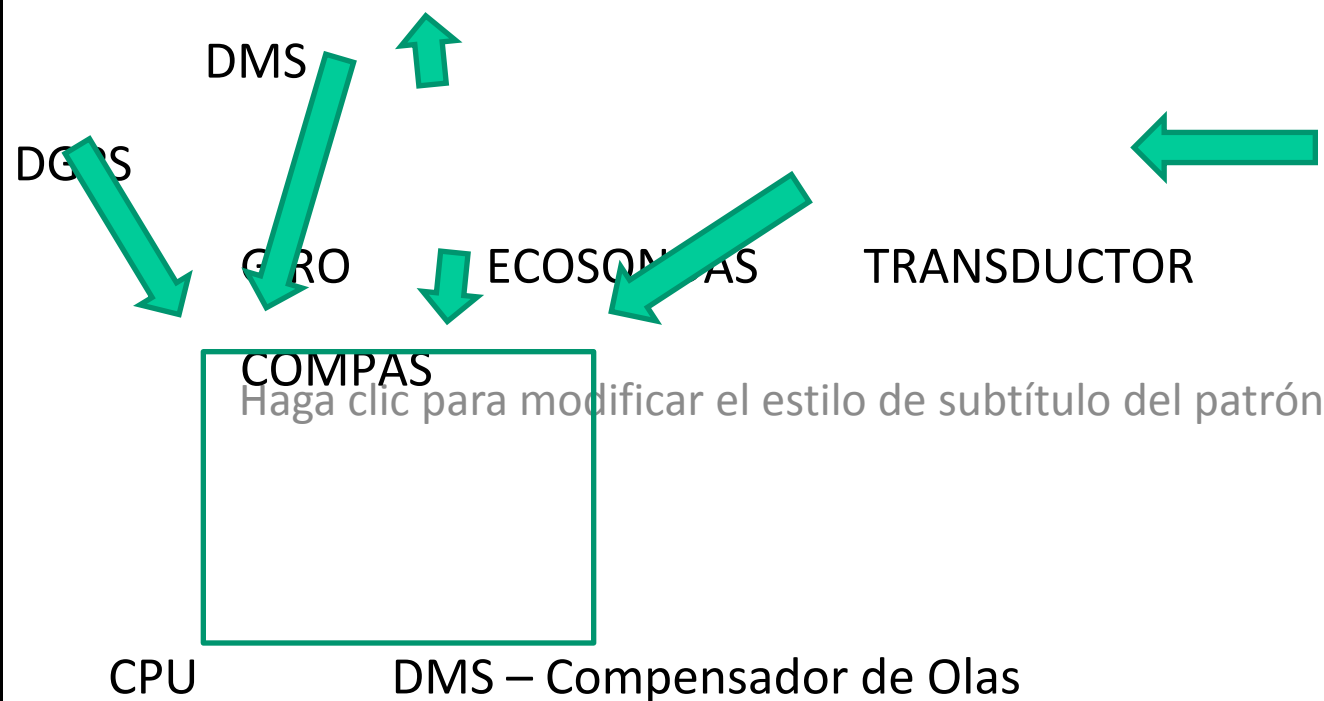 DMS
DGPS
GIRO ECOSONDAS TRANSDUCTOR
COMPAS
Haga clic para modificar el estilo de subtítulo del patrón
CPU DMS – Compensador de Olas